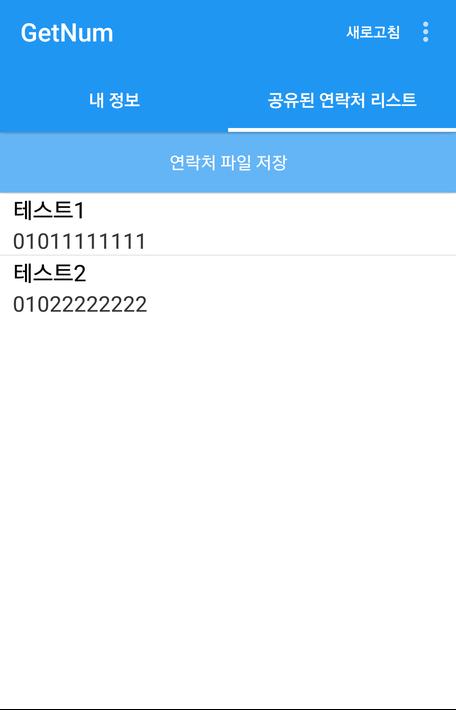 GetNum
새로고침
내 정보
공유된 연락처 리스트
연락처 파일 저장
테스트1
01011111111
테스트2
01022222222